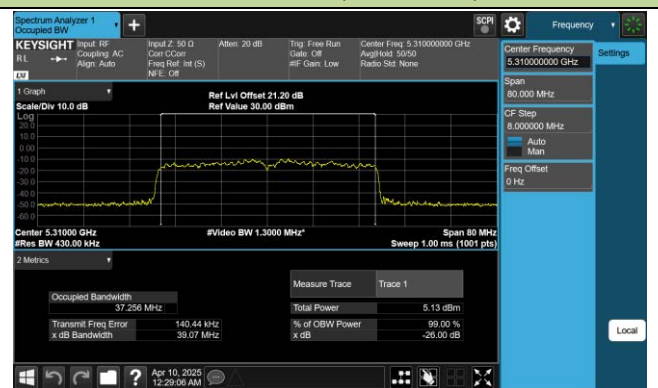 Spectrum Analyzer 1
Occupied BW
SCPI
Frequency
KEYSIGHT
RL
Input: RF
Coupling: AC
Align: Auto
Input Z: 50 Ω
Corr CCorr
Freq Ref: Int (S)
NFE: Off
Atten: 20 dB
Trig: Free Run
Gate: Off
#IF Gain: Low
Center Freq: 5.310000000 GHz
Avg|Hold: 50/50
Radio Std: None
Center Frequency
5.310000000 GHz
Settings
Span
80.000 MHz
CF Step
8.000000 MHz
Auto
Man
Freq Offset
0 Hz
1 Graph
Scale/Div 10.0 dB
Ref Lvl Offset 21.20 dB
Ref Value 30.00 dBm
Log
20.0
10.0
0.00
-10.0
-20.0
-30.0
-40.0
-50.0
-60.0
Center 5.31000 GHz
#Video BW 1.3000 MHz*
Span 80 MHz
#Res BW 430.00 kHz
Sweep 1.00 ms (1001 pts)
2 Metrics
Measure Trace Trace 1
Occupied Bandwidth
37.256 MHz
Total Power 5.13 dBm
Transmit Freq Error 140.44 kHz
% of OBW Power 99.00 %
x dB Bandwidth 39.07 MHz
x dB -26.00 dB
Local
?
Apr 10, 2025
12:29:06 AM